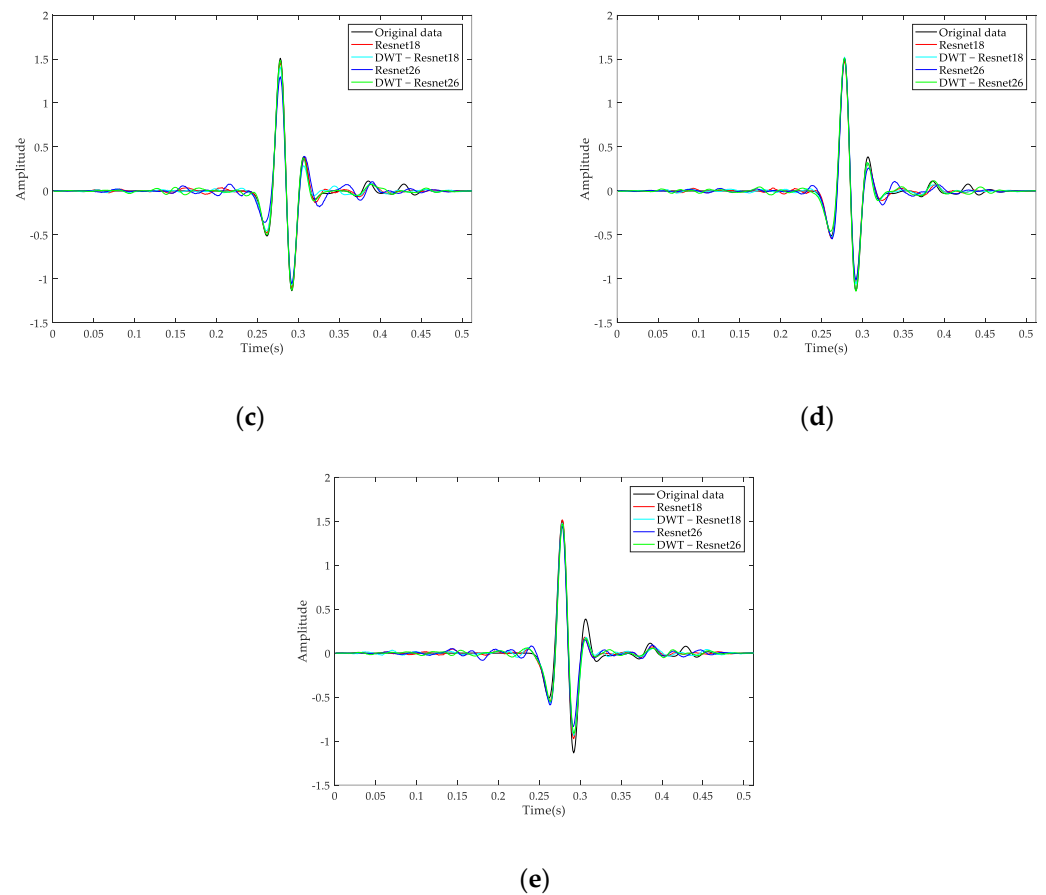 2
1.5
1
0.5
0
-0.5
-1
-1.5
Amplitude
0 0.05 0.1 0.15 0.2 0.25 0.3 0.35 0.4 0.45 0.5
Time(s)
Original data
Resnet18
DWT − Resnet18
Resnet26
DWT − Resnet26
(c)
2
1.5
1
0.5
0
-0.5
-1
-1.5
Amplitude
0 0.05 0.1 0.15 0.2 0.25 0.3 0.35 0.4 0.45 0.5
Time(s)
Original data
Resnet18
DWT − Resnet18
Resnet26
DWT − Resnet26
(d)
2
1.5
1
0.5
0
-0.5
-1
-1.5
Amplitude
0 0.05 0.1 0.15 0.2 0.25 0.3 0.35 0.4 0.45 0.5
Time(s)
Original data
Resnet18
DWT − Resnet18
Resnet26
DWT − Resnet26
(e)